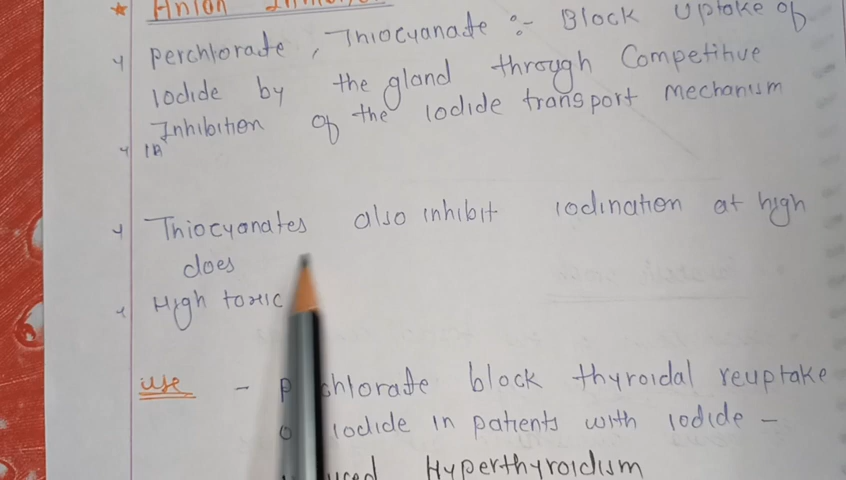 Anion
Perchlorate, Thiocyanate :- Block uptake of
Iodide by the gland through Competitive
Inhibition of the Iodide transport mechanism
Thiocyanates also inhibit Iodination at high
does
High toxic
Use - chlorate block thyroidal reuptake
Iodide in patients with Iodide -
Hyperthyroidism